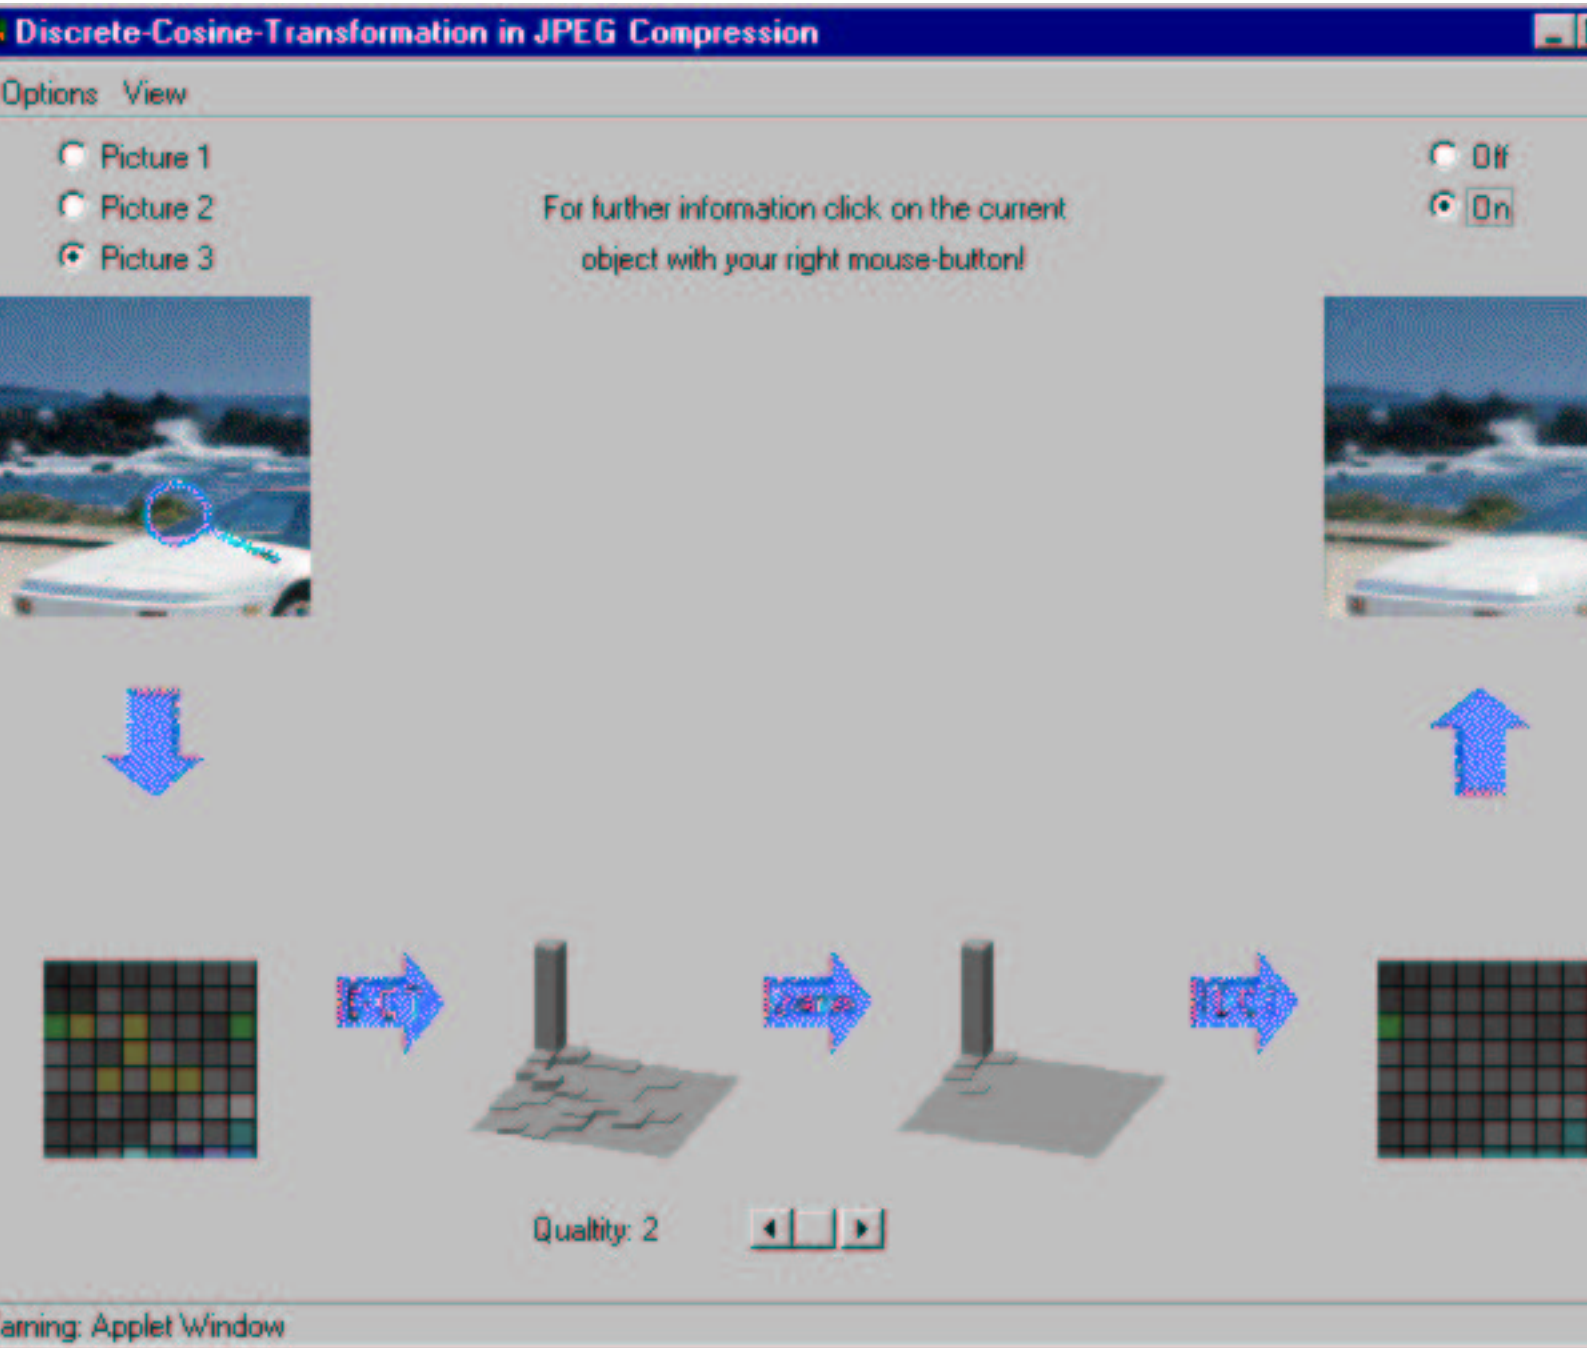 Discrete-Cosine-Transformation in JPEG Compression
Options View
Picture 1
Off
Picture 2
For further information click on the current
On
Picture 3
object with your right mouse-button!
Qualtity: 2
arning: Applet Window